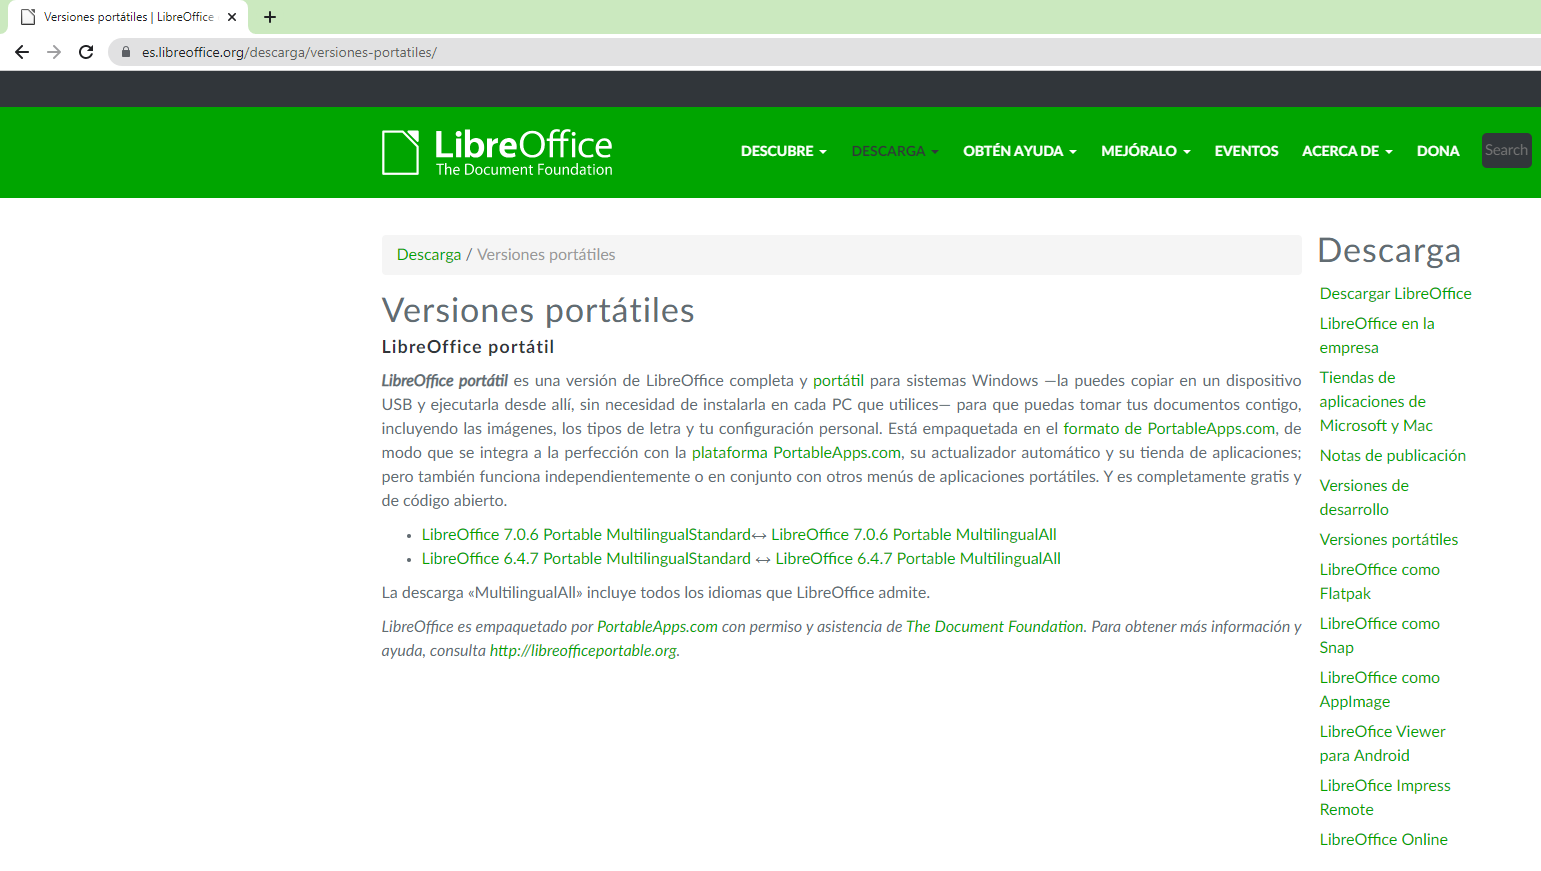 Versiones portátiles | LibreOffice
es.libreoffice.org/descarga/versiones-portatiles/
LibreOffice
The Document Foundation
DESCUBRE
DESCARGA
OBTÉN AYUDA
MEJÓRALO
EVENTOS
ACERCA DE
DONA
Search
Descarga / Versiones portátiles
Versiones portátiles
LibreOffice portátil
LibreOffice portátil es una versión de LibreOffice completa y portátil para sistemas Windows —la puedes copiar en un dispositivo
USB y ejecutarla desde allí, sin necesidad de instalarla en cada PC que utilices— para que puedas tomar tus documentos contigo,
incluyendo las imágenes, los tipos de letra y tu configuración personal. Está empaquetada en el formato de PortableApps.com, de
modo que se integra a la perfección con la plataforma PortableApps.com, su actualizador automático y su tienda de aplicaciones;
pero también funciona independientemente o en conjunto con otros menús de aplicaciones portátiles. Y es completamente gratis y
de código abierto.
• LibreOffice 7.0.6 Portable MultilingualStandard↔ LibreOffice 7.0.6 Portable MultilingualAll
• LibreOffice 6.4.7 Portable MultilingualStandard ↔ LibreOffice 6.4.7 Portable MultilingualAll
La descarga «MultilingualAll» incluye todos los idiomas que LibreOffice admite.
LibreOffice es empaquetado por PortableApps.com con permiso y asistencia de The Document Foundation. Para obtener más información y
ayuda, consulta http://libreofficeportable.org.
Descarga
Descargar LibreOffice
LibreOffice en la
empresa
Tiendas de
aplicaciones de
Microsoft y Mac
Notas de publicación
Versiones de
desarrollo
Versiones portátiles
LibreOffice como
Flatpak
LibreOffice como
Snap
LibreOffice como
AppImage
LibreOfice Viewer
para Android
LibreOfice Impress
Remote
LibreOffice Online